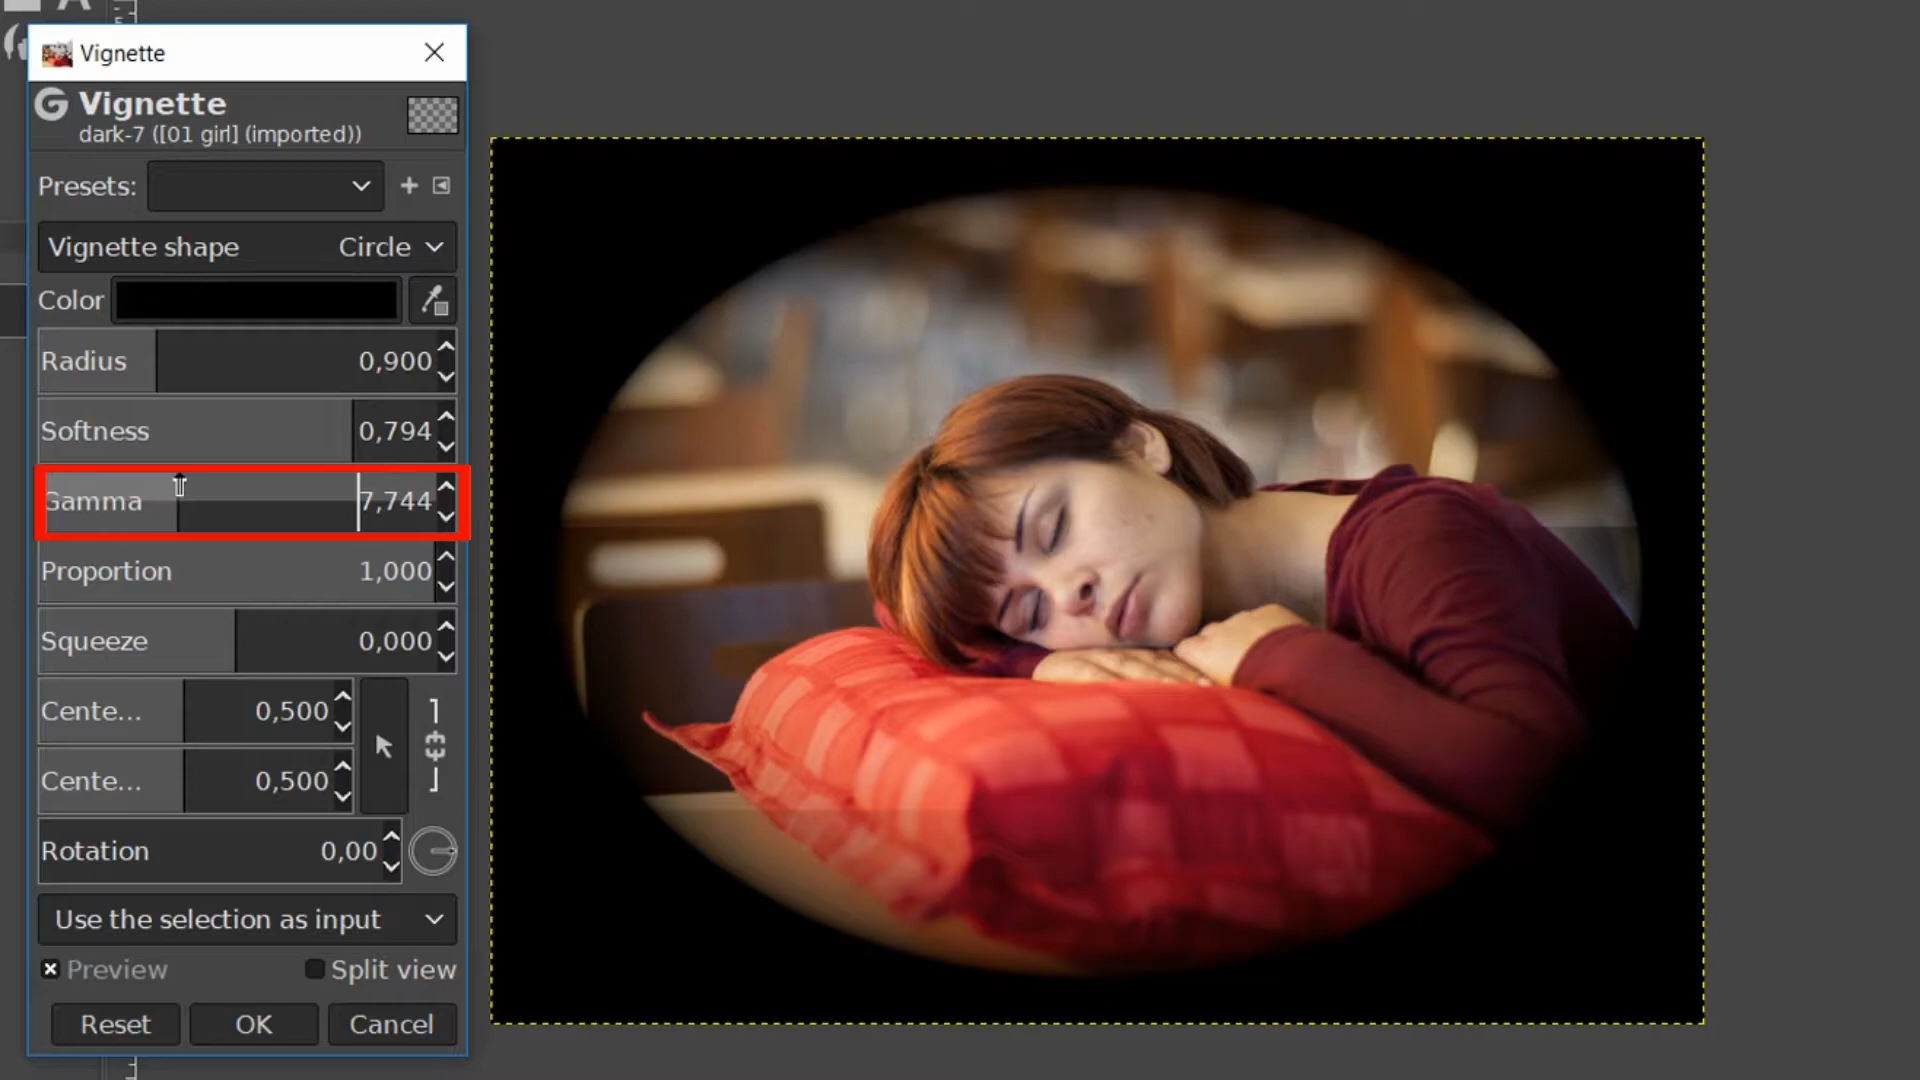 Vignette
Vignette
dark-7 ([01 girl] (imported))
Presets:
Vignette shape Circle
Color
Radius 0,900
Softness 0,794
Gamma 7,744
Proportion 1,000
Squeeze 0,000
Cente... 0,500
Cente... 0,500
Rotation 0,00
Use the selection as input
Preview Split view
Reset OK Cancel